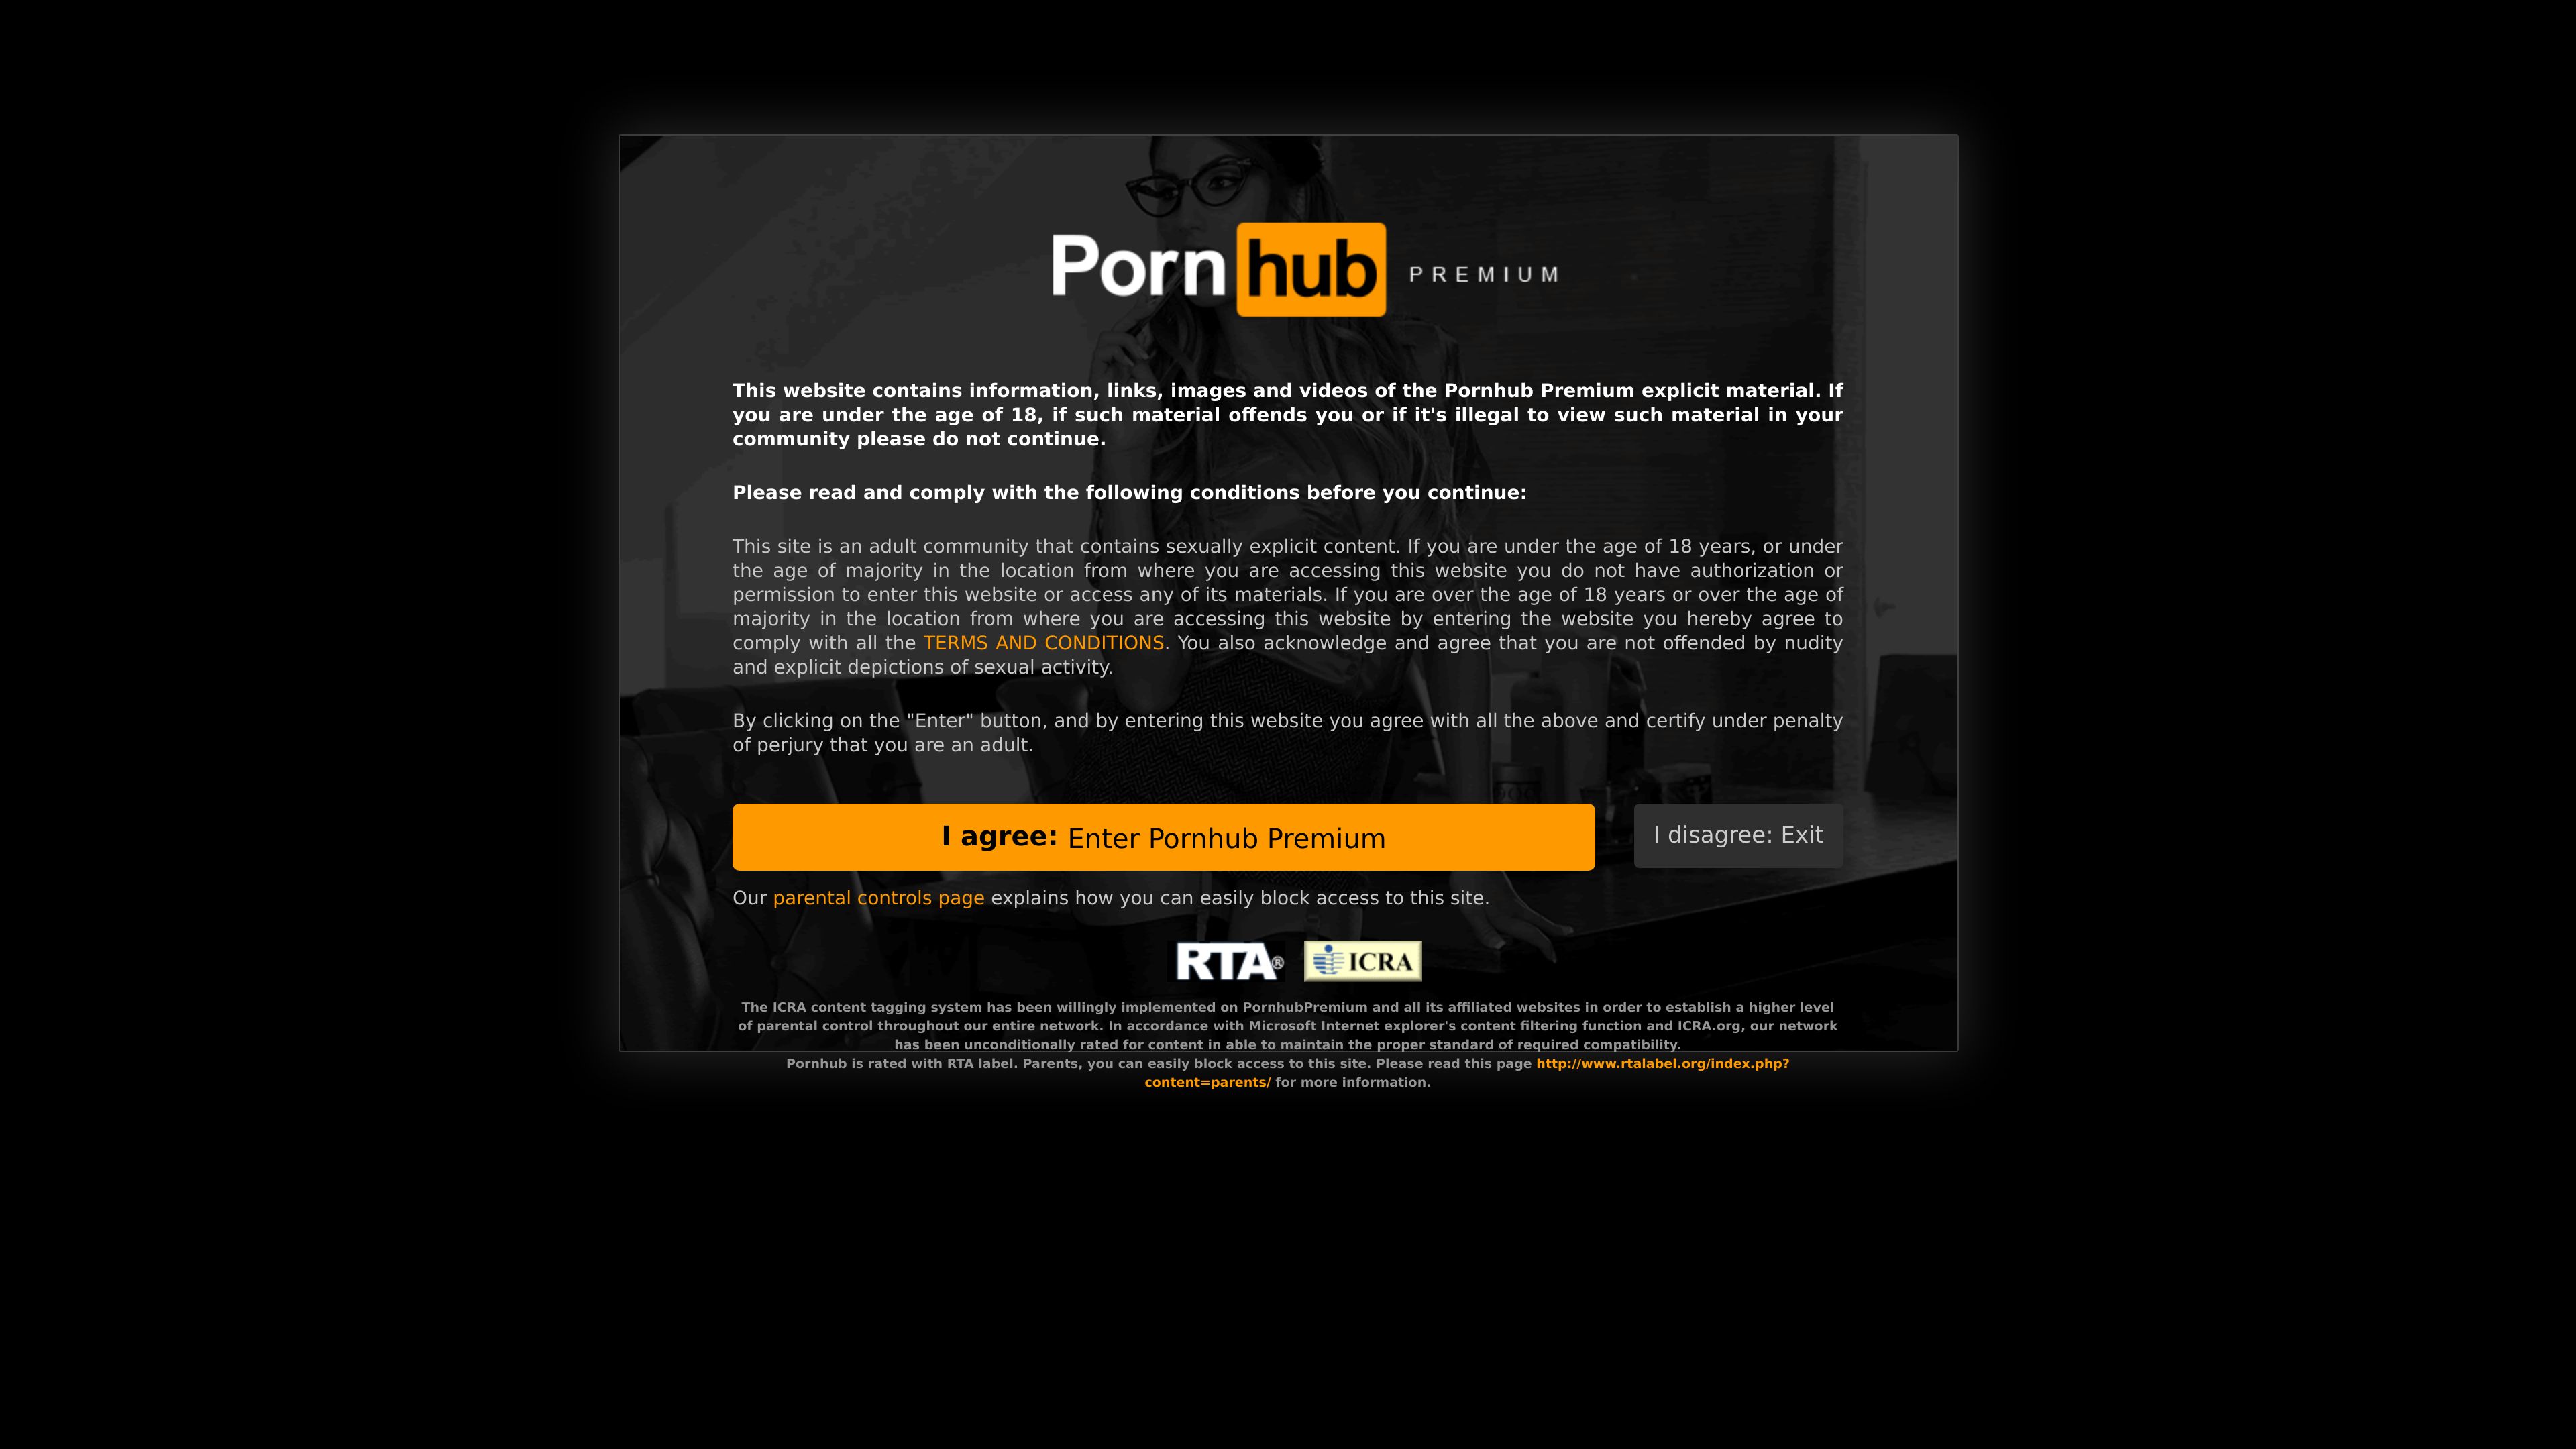 Pornhub PREMIUM
This website contains information, links, images and videos of the Pornhub Premium explicit material. If
you are under the age of 18, if such material offends you or if it's illegal to view such material in your
community please do not continue.
Please read and comply with the following conditions before you continue:
This site is an adult community that contains sexually explicit content. If you are under the age of 18 years, or under
the age of majority in the location from where you are accessing this website you do not have authorization or
permission to enter this website or access any of its materials. If you are over the age of 18 years or over the age of
majority in the location from where you are accessing this website by entering the website you hereby agree to
comply with all the TERMS AND CONDITIONS. You also acknowledge and agree that you are not offended by nudity
and explicit depictions of sexual activity.
By clicking on the "Enter" button, and by entering this website you agree with all the above and certify under penalty
of perjury that you are an adult.
I agree: Enter Pornhub Premium
I disagree: Exit
Our parental controls page explains how you can easily block access to this site.
RTA®
ICRA
The ICRA content tagging system has been willingly implemented on PornhubPremium and all its affiliated websites in order to establish a higher level
of parental control throughout our entire network. In accordance with Microsoft Internet explorer's content filtering function and ICRA.org, our network
has been unconditionally rated for content in able to maintain the proper standard of required compatibility.
Pornhub is rated with RTA label. Parents, you can easily block access to this site. Please read this page http://www.rtalabel.org/index.php?
content=parents/ for more information.